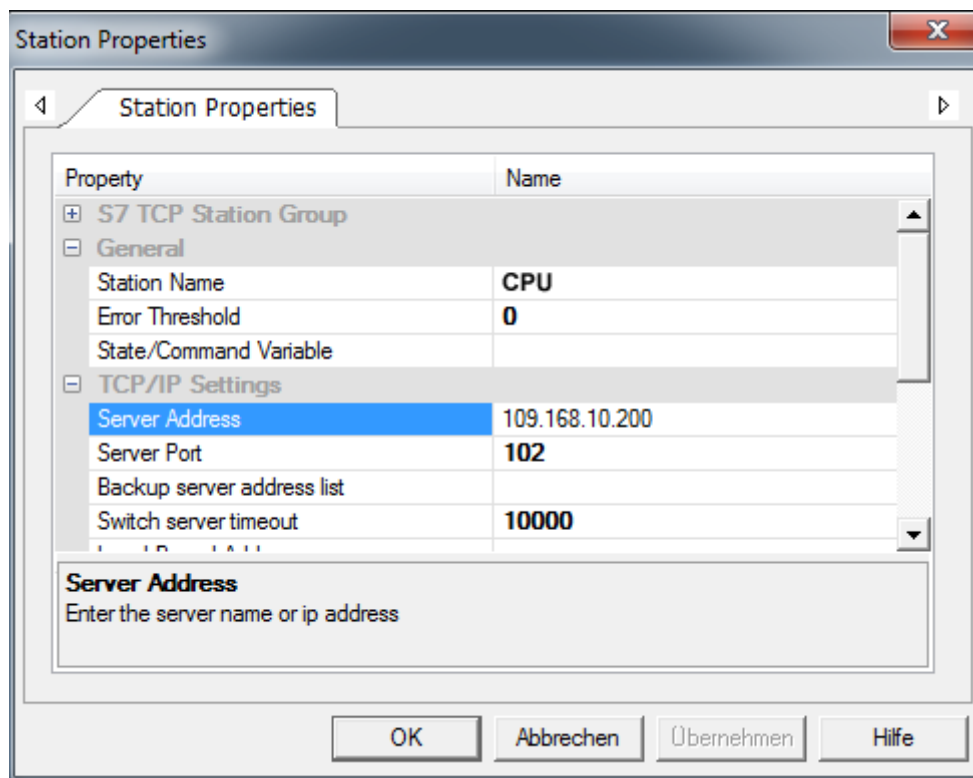 Station Properties
Station Properties
Property Name
S7 TCP Station Group
General
Station Name CPU
Error Threshold 0
State/Command Variable
TCP/IP Settings
Server Address 109.168.10.200
Server Port 102
Backup server address list
Switch server timeout 10000
Server Address
Enter the server name or ip address
OK Abbrechen Übernehmen Hilfe